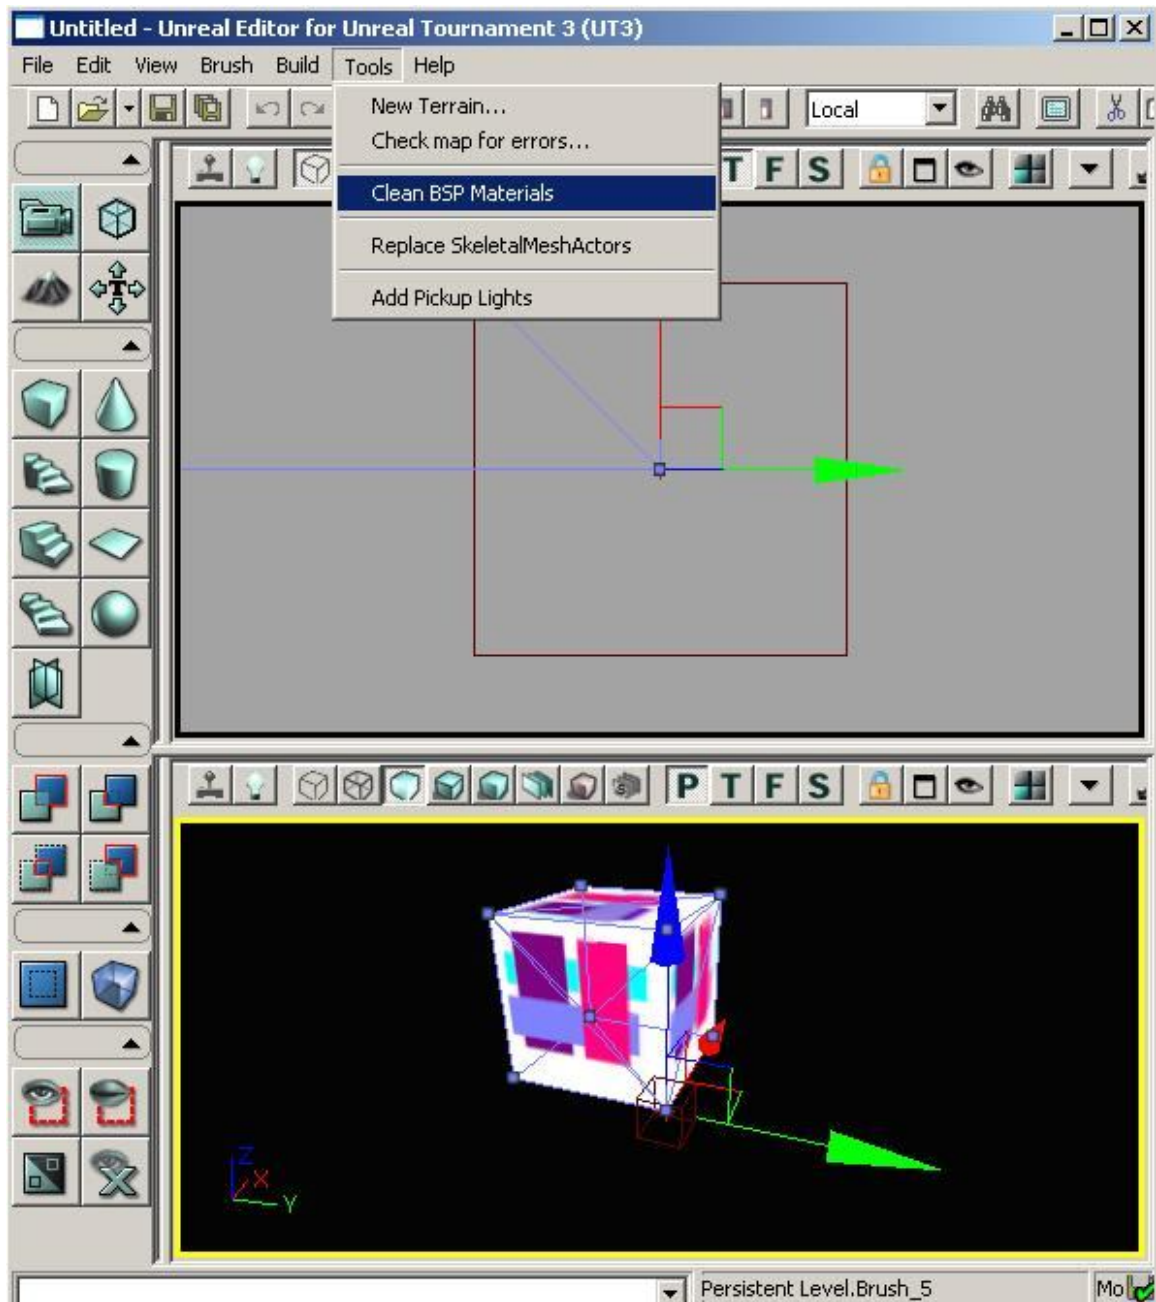 Untitled - Unreal Editor for Unreal Tournament 3 (UT3)
File Edit View Brush Build Tools Help
New Terrain...
Check map for errors...
Clean BSP Materials
Replace SkeletalMeshActors
Add Pickup Lights
Local
T F S
P T F S
Z
X
Y
Persistent Level.Brush_5
Mo